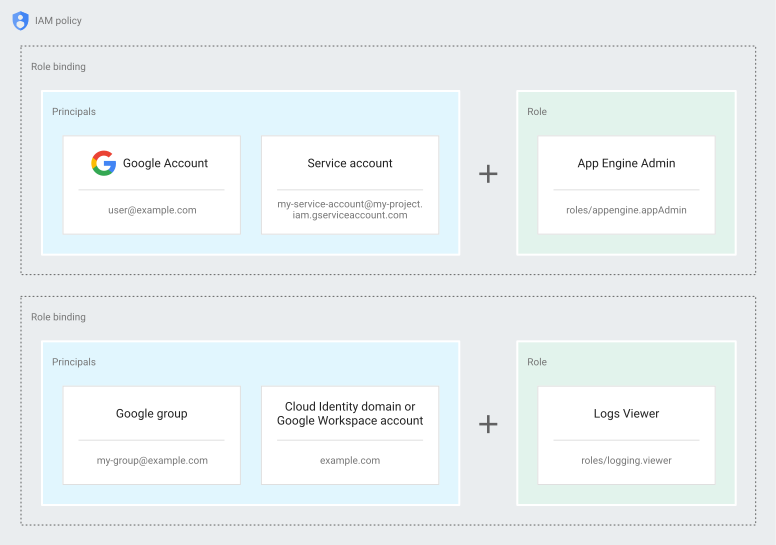 IAM policy
Role binding
Principals
Google Account
user@example.com
Service account
my-service-account@my-project.
iam.gserviceaccount.com
+
Role
App Engine Admin
roles/appengine.appAdmin
Role binding
Principals
Google group
my-group@example.com
Cloud Identity domain or
Google Workspace account
example.com
+
Role
Logs Viewer
roles/logging.viewer